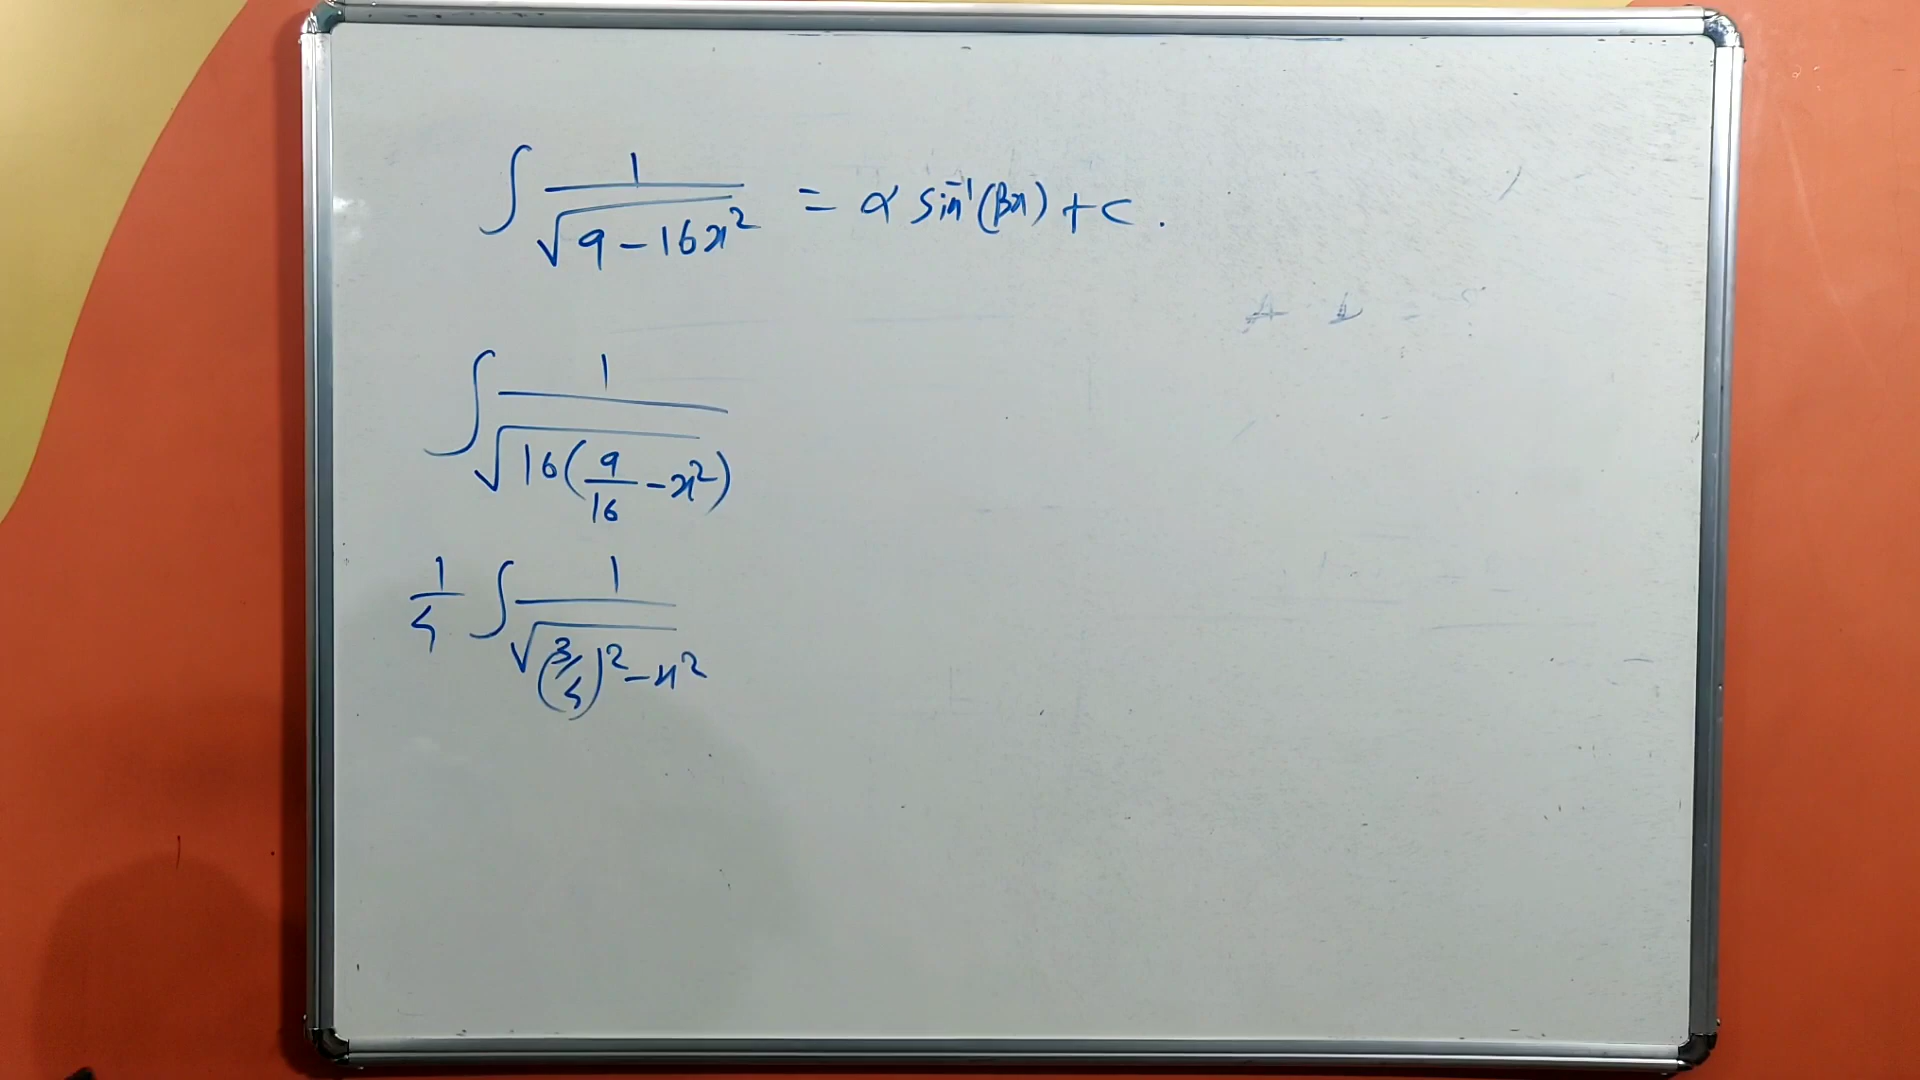 ∫ 1/√(9-16x²) = α sin⁻¹(βx) + c .
∫ 1/√(16(9/16 - x²))
1/4 ∫ 1/√((3/4)² - x²)